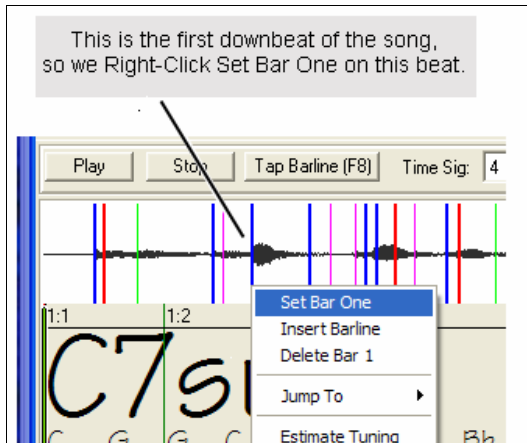 This is the first downbeat of the song,
so we Right-Click Set Bar One on this beat.
Play Stop Tap Barline (F8) Time Sig: 4
1:1 1:2
Set Bar One
Insert Barline
Delete Bar 1
Jump To
Estimate Tuning
C7su
C G G C Bb